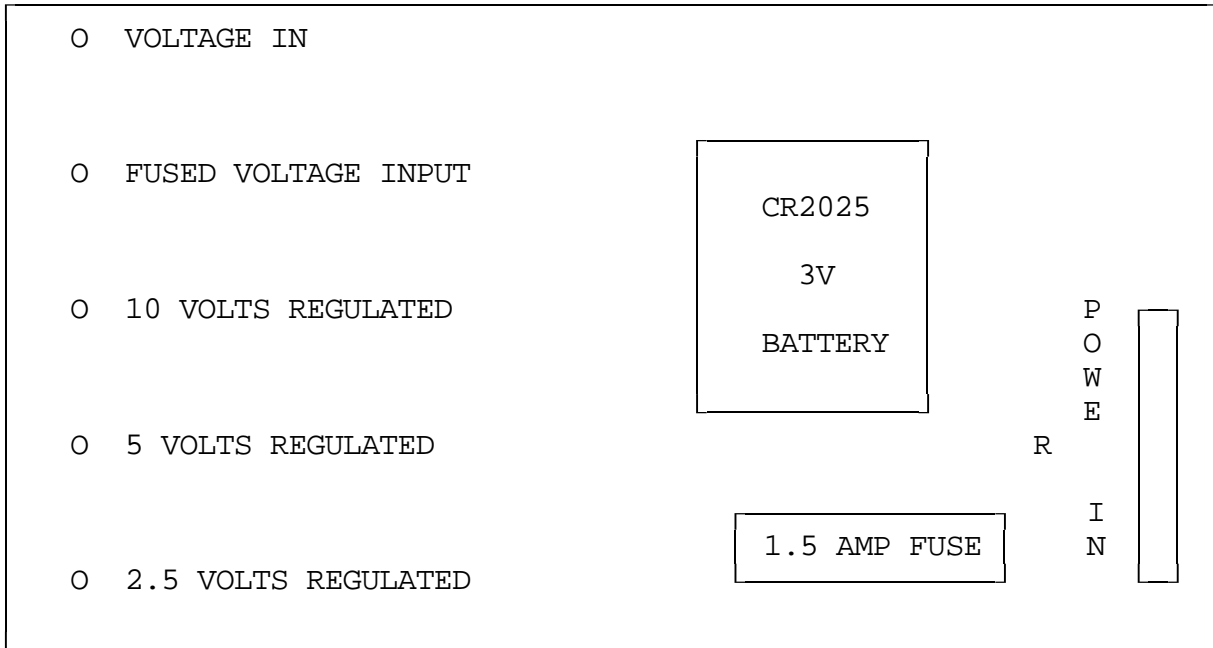 O VOLTAGE IN
O FUSED VOLTAGE INPUT
O 10 VOLTS REGULATED
O 5 VOLTS REGULATED
O 2.5 VOLTS REGULATED
CR2025
3V
BATTERY
1.5 AMP FUSE
P
O
W
E
R
I
N